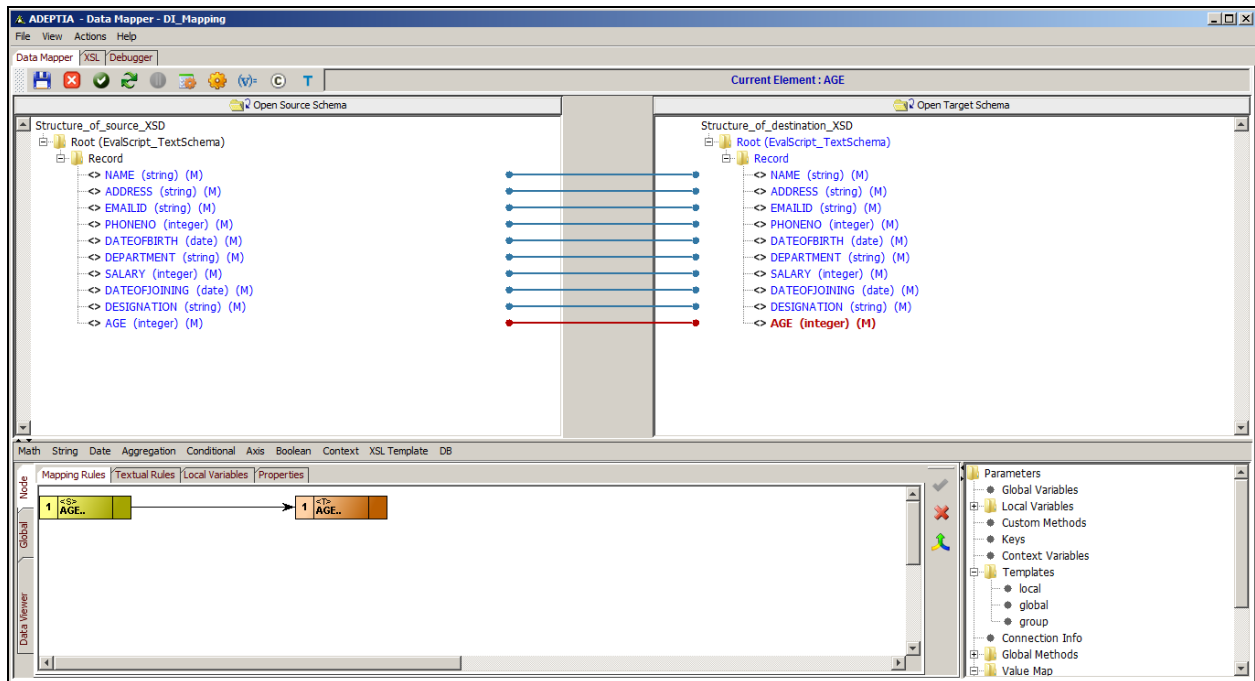 ADEPTIA - Data Mapper - DI_Mapping
File View Actions Help
Data Mapper XSL Debugger
(∀)= C T Current Element : AGE
Open Source Schema Open Target Schema
Structure_of_source_XSD
Root (EvalScript_TextSchema)
Record
<> NAME (string) (M)
<> ADDRESS (string) (M)
<> EMAILID (string) (M)
<> PHONENO (integer) (M)
<> DATEOFBIRTH (date) (M)
<> DEPARTMENT (string) (M)
<> SALARY (integer) (M)
<> DATEOFJOINING (date) (M)
<> DESIGNATION (string) (M)
<> AGE (integer) (M)
Structure_of_destination_XSD
Root (EvalScript_TextSchema)
Record
<> NAME (string) (M)
<> ADDRESS (string) (M)
<> EMAILID (string) (M)
<> PHONENO (integer) (M)
<> DATEOFBIRTH (date) (M)
<> DEPARTMENT (string) (M)
<> SALARY (integer) (M)
<> DATEOFJOINING (date) (M)
<> DESIGNATION (string) (M)
<> AGE (integer) (M)
Math String Date Aggregation Conditional Axis Boolean Context XSL Template DB
Node
Global
Data Viewer
Mapping Rules Textual Rules Local Variables Properties
1 <S> AGE..
1 <T> AGE..
Parameters
Global Variables
Local Variables
Custom Methods
Keys
Context Variables
Templates
local
global
group
Connection Info
Global Methods
Value Map